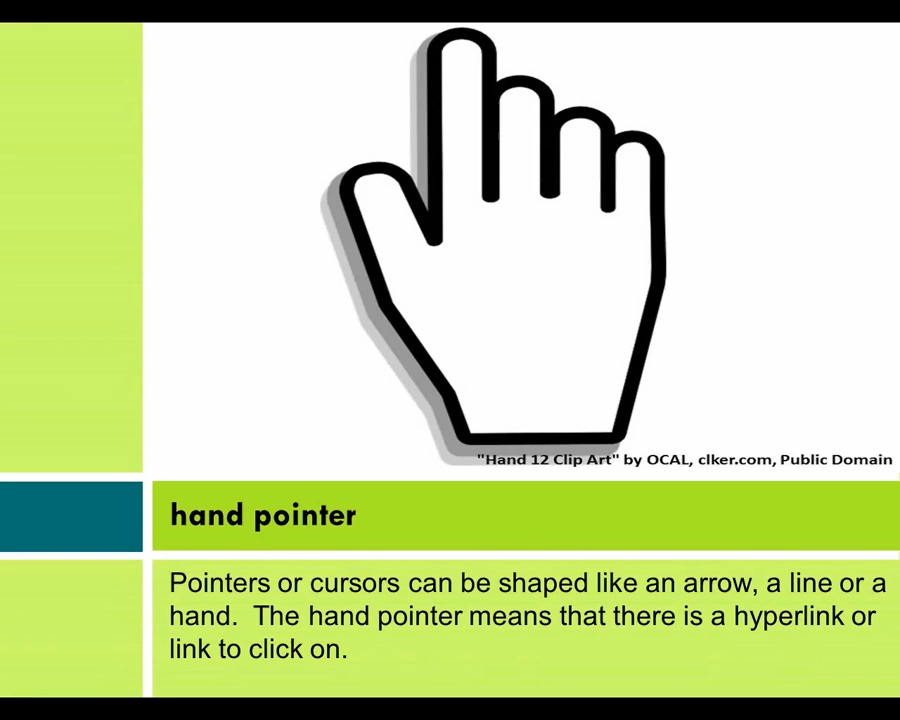 "Hand 12 Clip Art" by OCAL, clker.com, Public Domain
hand pointer
Pointers or cursors can be shaped like an arrow, a line or a
hand.  The hand pointer means that there is a hyperlink or
link to click on.